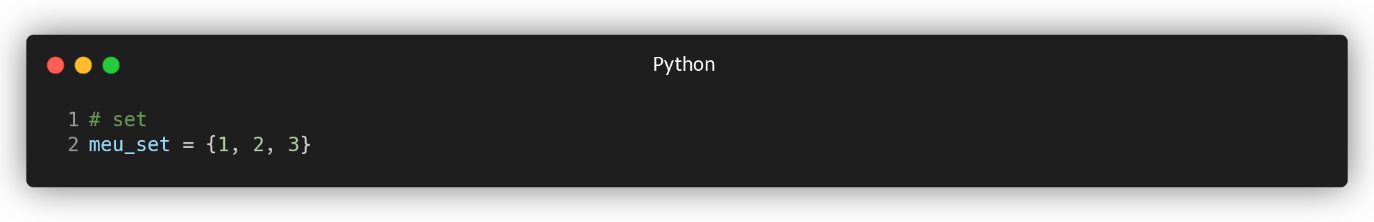 Python
1 # set
2 meu_set = {1, 2, 3}